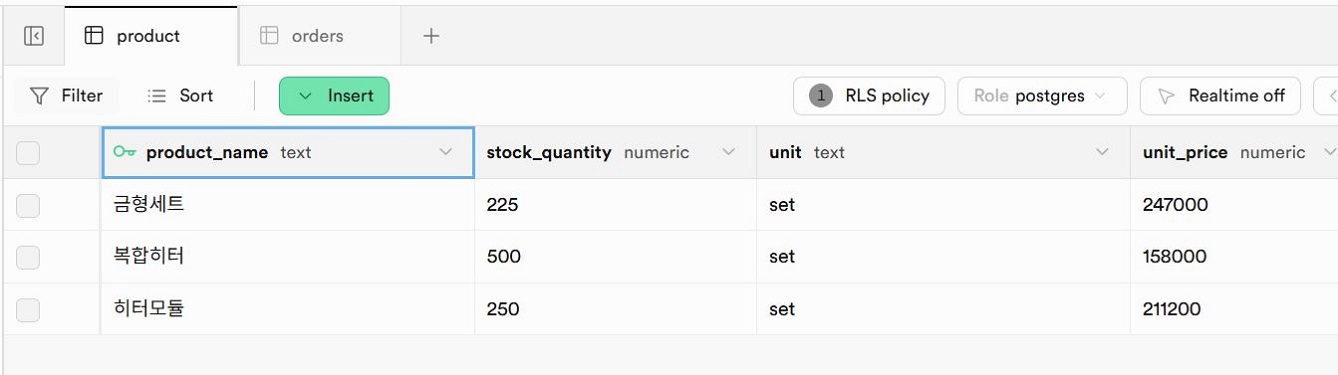 product orders
Filter Sort Insert 1 RLS policy Role postgres Realtime off
product_name text stock_quantity numeric unit text unit_price numeric
금형세트 225 set 247000
복합히터 500 set 158000
히터모듈 250 set 211200